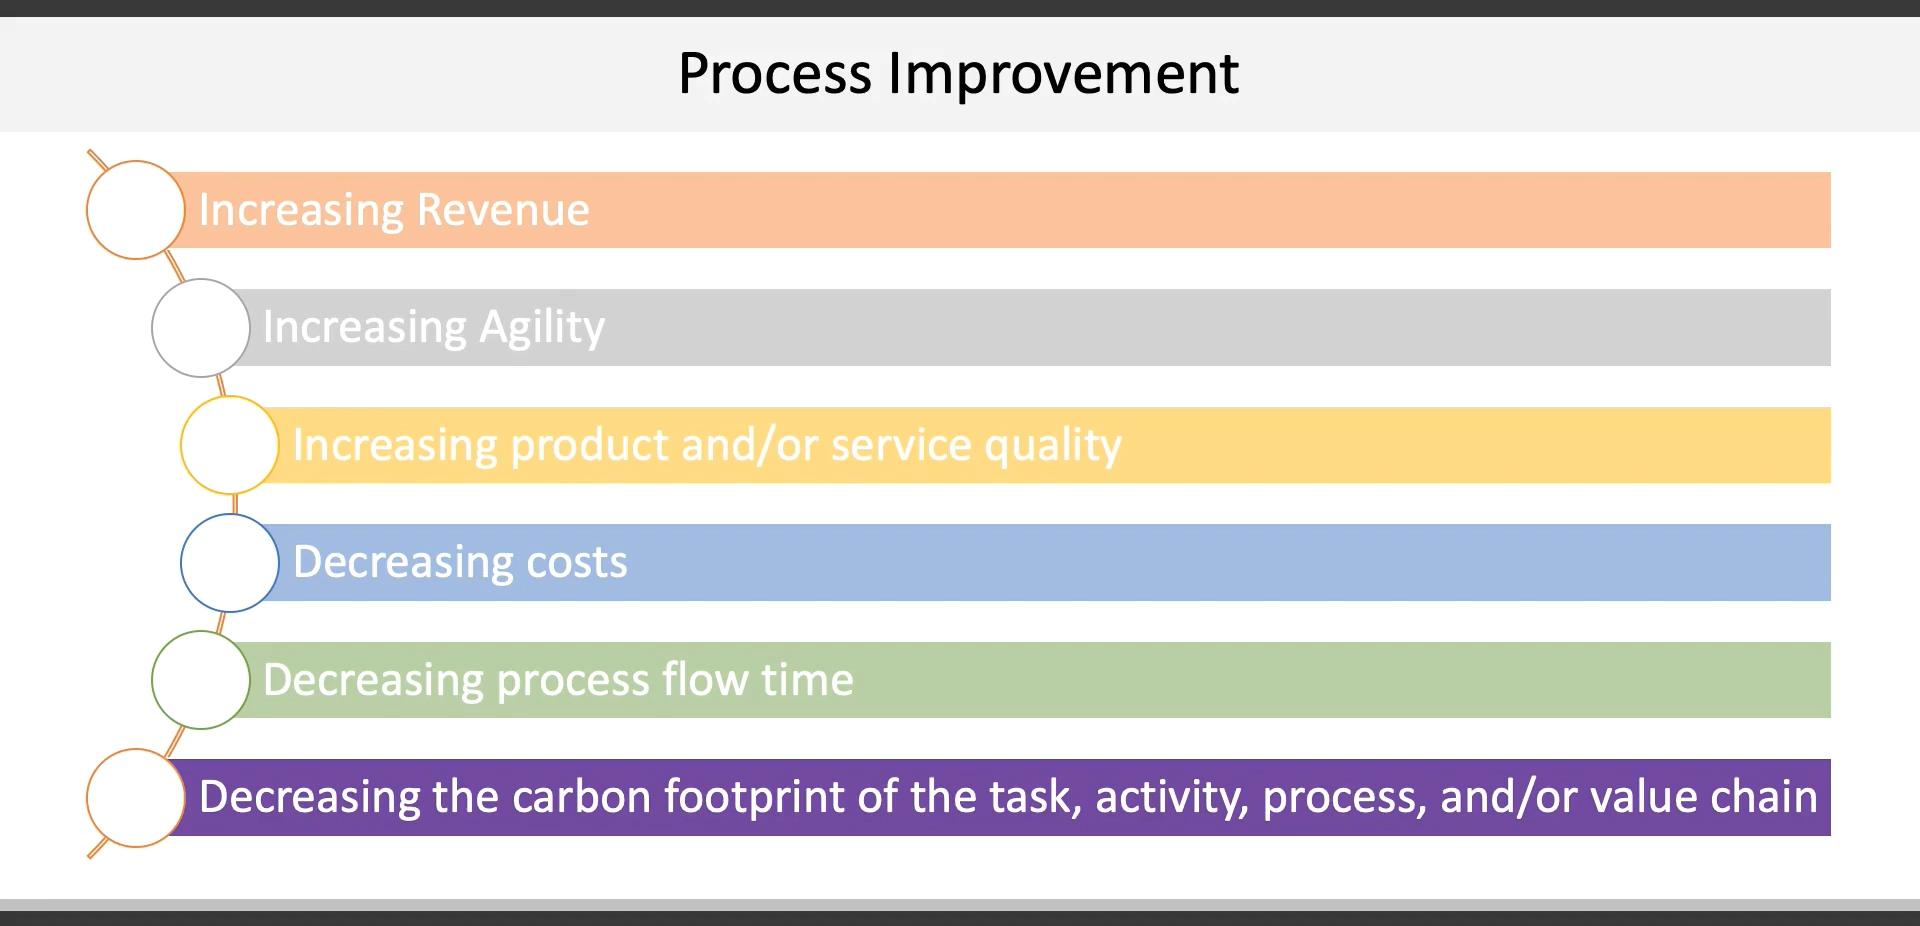 Process Improvement
Increasing Revenue
Increasing Agility
Increasing product and/or service quality
Decreasing costs
Decreasing process flow time
Decreasing the carbon footprint of the task, activity, process, and/or value chain